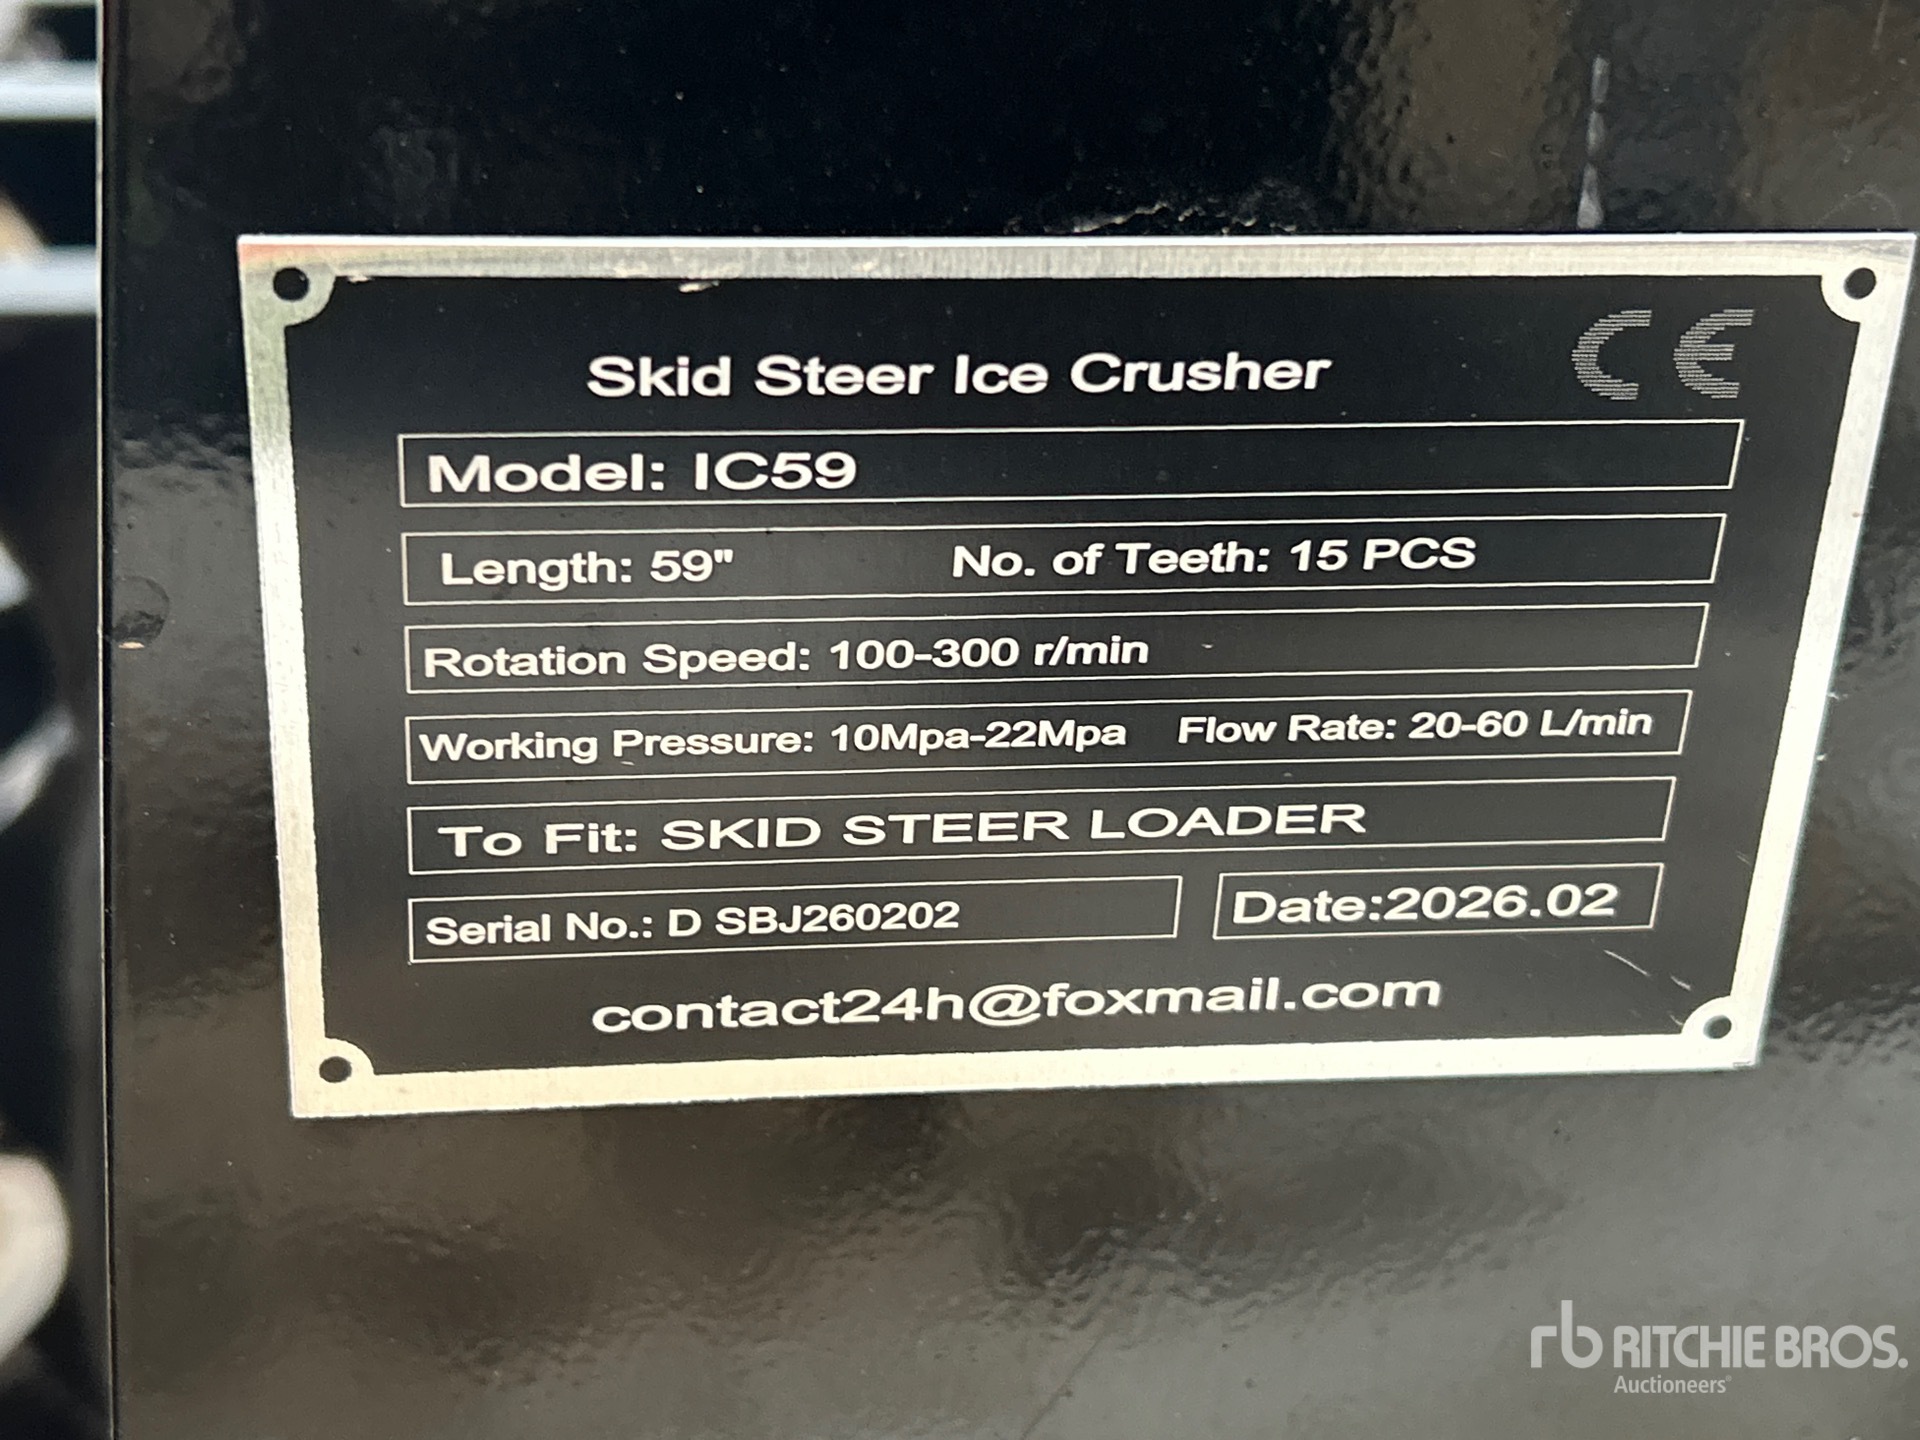 CE
Skid Steer Ice Crusher
Model: IC59
Length: 59" No. of Teeth: 15 PCS
Rotation Speed: 100-300 r/min
Working Pressure: 10Mpa-22Mpa Flow Rate: 20-60 L/min
To Fit: SKID STEER LOADER
Serial No.: D SBJ260202 Date:2026.02
contact24h@foxmail.com
rb RITCHIE BROS.
Auctioneers